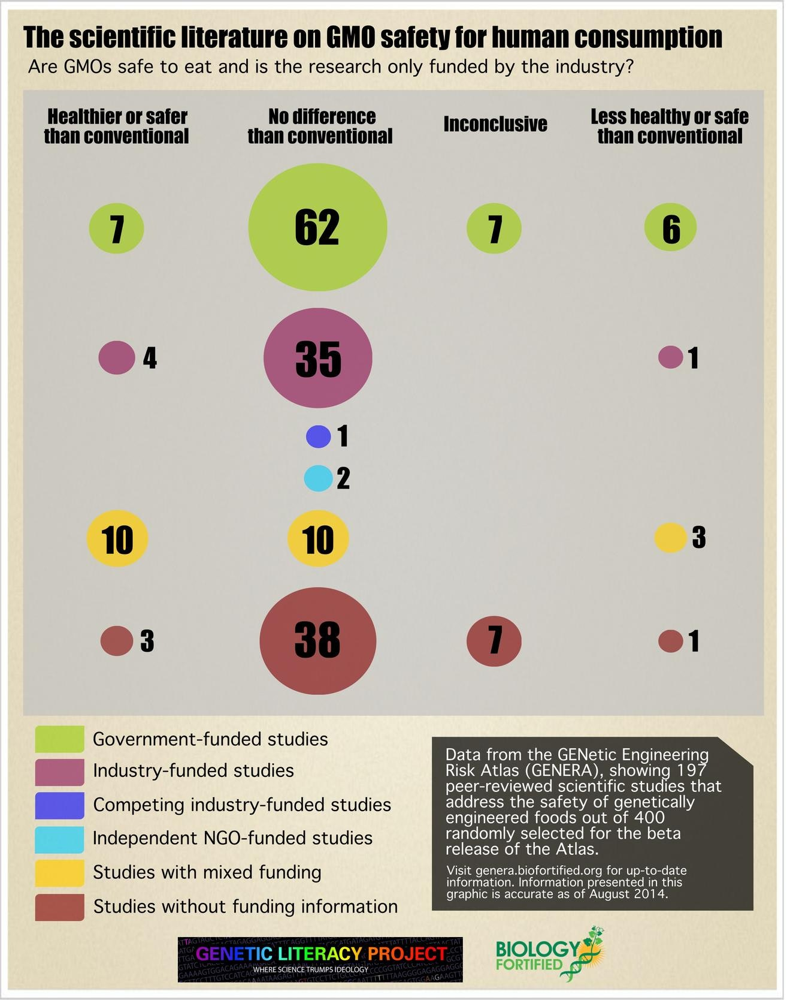 The scientific literature on GMO safety for human consumption
Are GMOs safe to eat and is the research only funded by the industry?
Healthier or safer
than conventional
No difference
than conventional
Inconclusive
Less healthy or safe
than conventional
7
62
7
6
4
35
1
1
2
10
10
3
3
38
7
1
Government-funded studies
Industry-funded studies
Competing industry-funded studies
Independent NGO-funded studies
Studies with mixed funding
Studies without funding information
Data from the GENetic Engineering
Risk Atlas (GENERA), showing 197
peer-reviewed scientific studies that
address the safety of genetically
engineered foods out of 400
randomly selected for the beta
release of the Atlas.
Visit genera.biofortified.org for up-to-date
information. Information presented in this
graphic is accurate as of August 2014.
GENETIC LITERACY PROJECT
WHERE SCIENCE TRUMPS IDEOLOGY
BIOLOGY
FORTIFIED